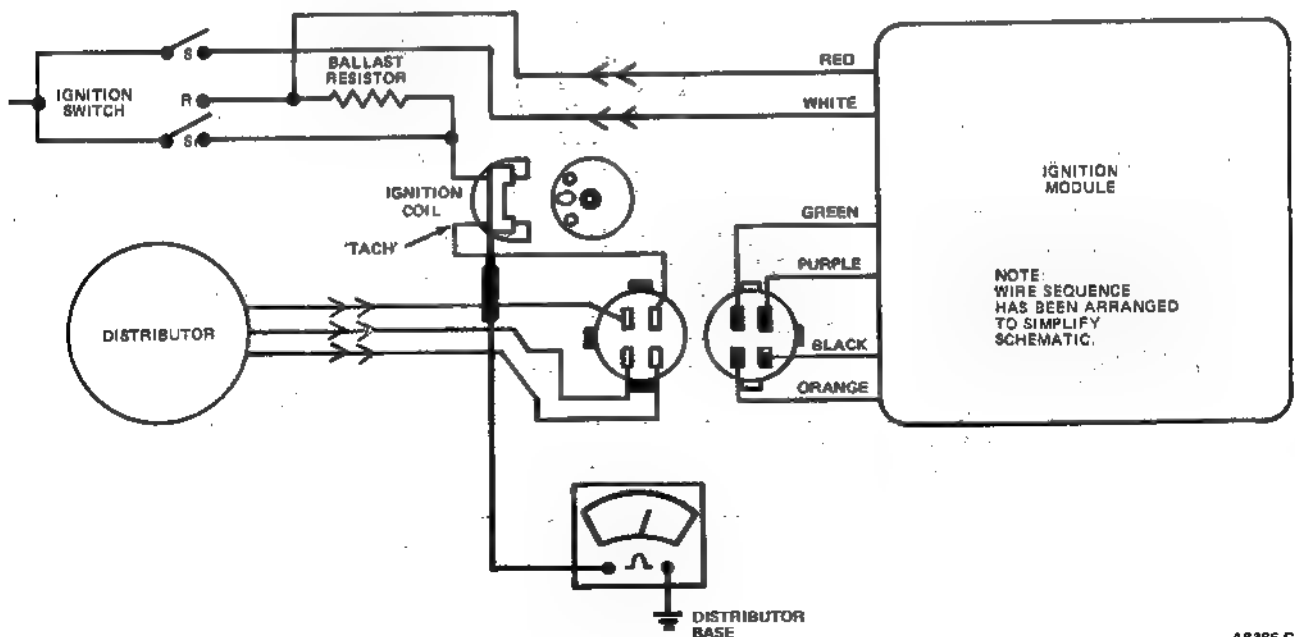 RED
S
BALLAST
RESISTOR
IGNITION
SWITCH
R
WHITE
S
IGNITION
MODULE
IGNITION
COIL
GREEN
'TACH'
PURPLE
NOTE:
WIRE SEQUENCE
HAS BEEN ARRANGED
TO SIMPLIFY
SCHEMATIC.
DISTRIBUTOR
BLACK
ORANGE
DISTRIBUTOR
BASE